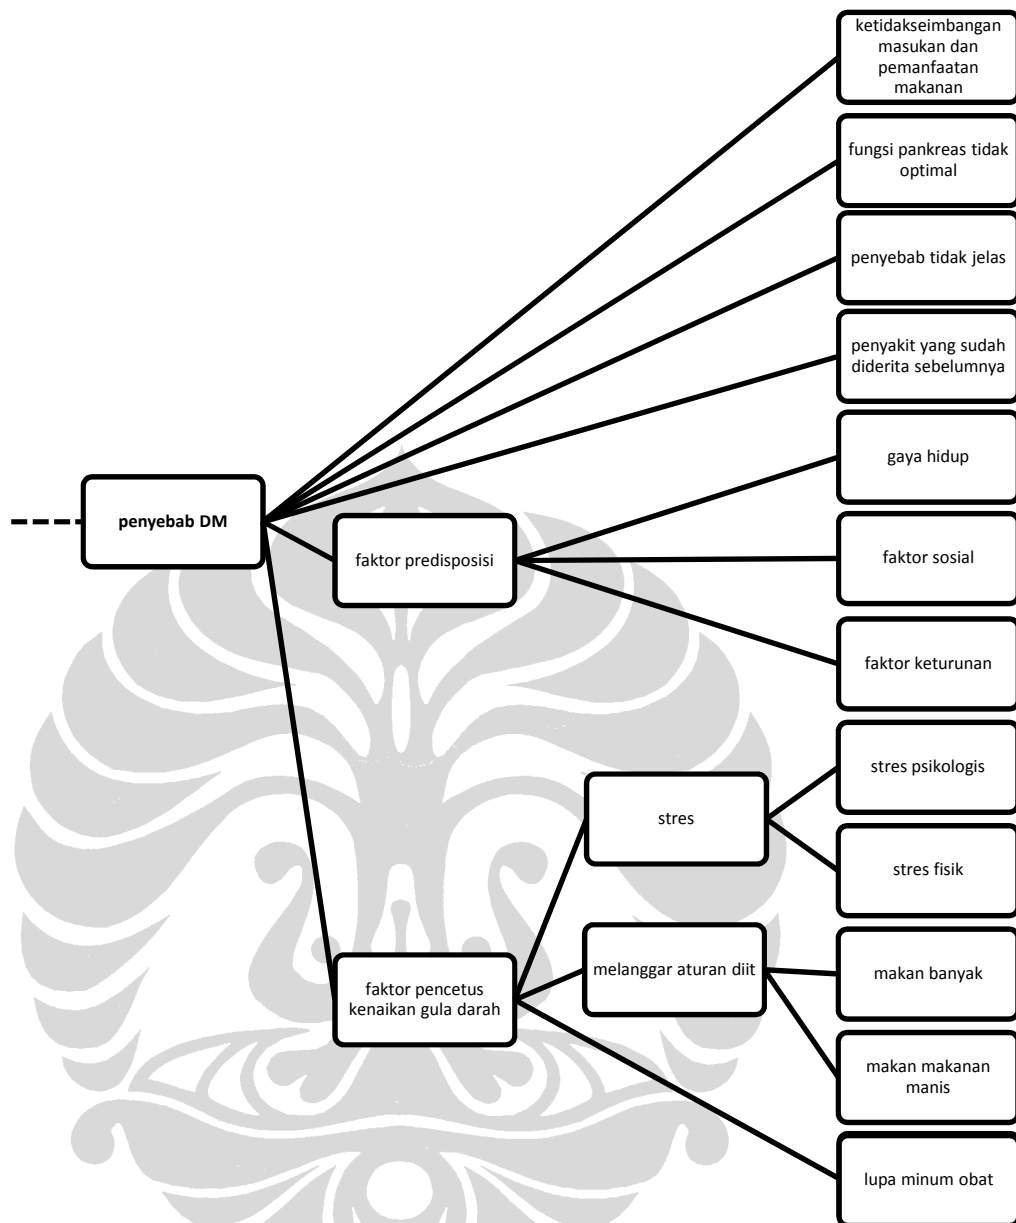 ketidakseimbangan
masukan dan
pemanfaatan
makanan
fungsi pankreas tidak
optimal
penyebab tidak jelas
penyakit yang sudah
diderita sebelumnya
gaya hidup
penyebab DM
faktor predisposisi
faktor sosial
faktor keturunan
stres psikologis
stres
stres fisik
melanggar aturan diit
makan banyak
faktor pencetus
kenaikan gula darah
makan makanan
manis
lupa minum obat